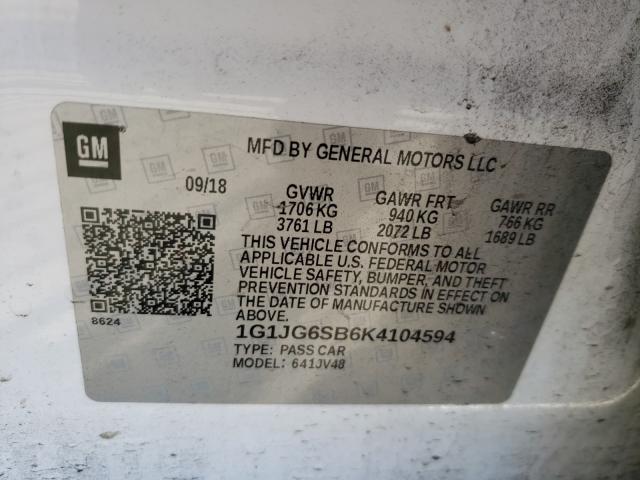 GM
MFD BY GENERAL MOTORS LLC
09/18
GVWR GAWR FRT GAWR RR
1706 KG 940 KG 766 KG
3761 LB 2072 LB 1689 LB
THIS VEHICLE CONFORMS TO ALL
APPLICABLE U.S. FEDERAL MOTOR
VEHICLE SAFETY, BUMPER, AND THEFT
PREVENTION STANDARDS IN EFFECT ON
THE DATE OF MANUFACTURE SHOWN
ABOVE.
8624
1G1JG6SB6K4104594
TYPE: PASS CAR
MODEL: 641JV48